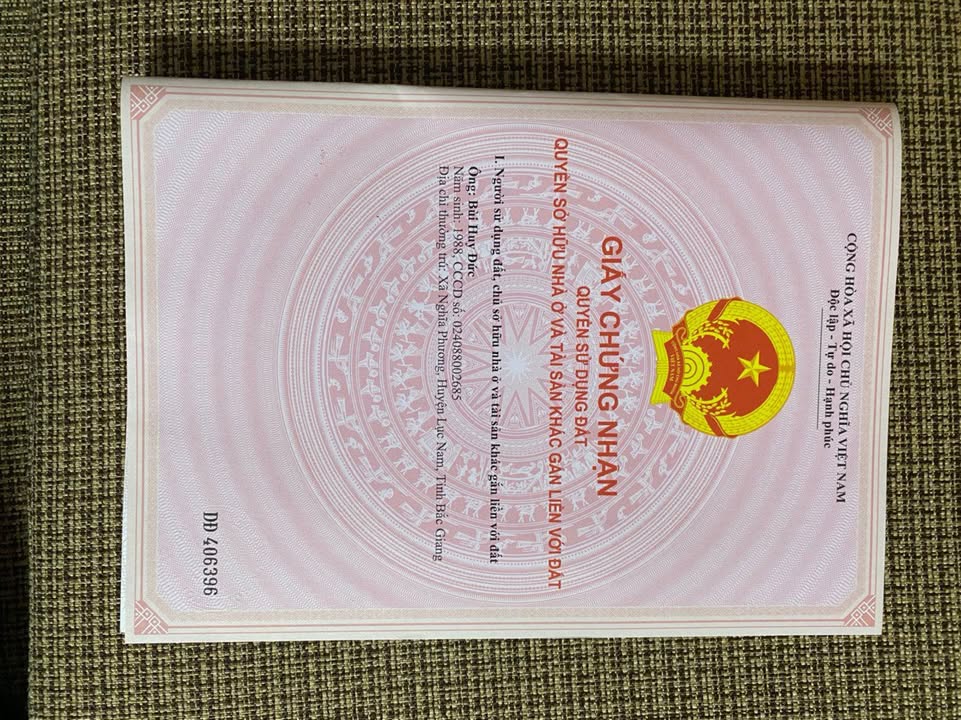 CỘNG HÒA XÃ HỘI CHỦ NGHĨA VIỆT NAM
Độc lập - Tự do - Hạnh phúc
GIẤY CHỨNG NHẬN
QUYỀN SỬ DỤNG ĐẤT
QUYỀN SỞ HỮU NHÀ Ở VÀ TÀI SẢN KHÁC GẮN LIỀN VỚI ĐẤT
I. Người sử dụng đất, chủ sở hữu nhà ở và tài sản khác gắn liền với đất
Ông: Bùi Huy Đức
Năm sinh: 1988, CCCD số: 024088002685
Địa chỉ thường trú: Xã Nghĩa Phương, Huyện Lục Nam, Tỉnh Bắc Giang
DĐ 406396